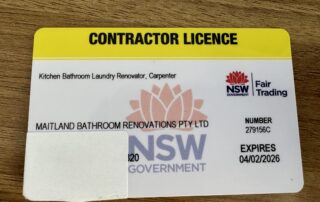 CONTRACTOR LICENCE
Kitchen Bathroom Laundry Renovator, Carpenter
NSW
GOVERNMENT
Fair
Trading
MAITLAND BATHROOM RENOVATIONS PTY LTD
NUMBER
279156C
NSW
GOVERNMENT
320
EXPIRES
04/02/2026